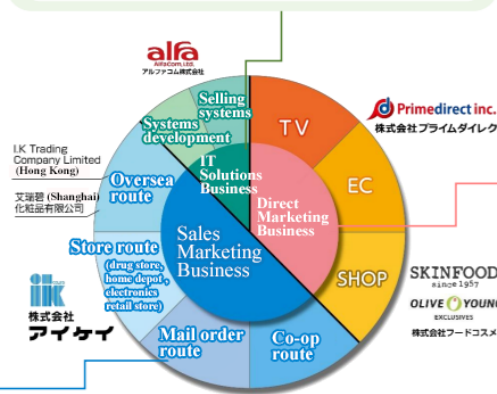 alfa
AlfaCom, Ltd.
アルファコム株式会社
Selling
systems
Systems
development
IT
Solutions
Business
TV
EC
SHOP
Direct
Marketing
Business
Primedirect inc.
株式会社プライムダイレク
I.K Trading
Company Limited
(Hong Kong)
艾瑞碧 (Shanghai)
化粧品有限公司
Oversea
route
Store route
(drug store,
home depot ,
electronics
retail store)
Sales
Marketing
Business
Mail order
route
Co-op
route
ik
株式会社
アイケイ
SKINFOOD
since 1957
OLIVE YOUNG
EXCLUSIVES
株式会社フードコスメ